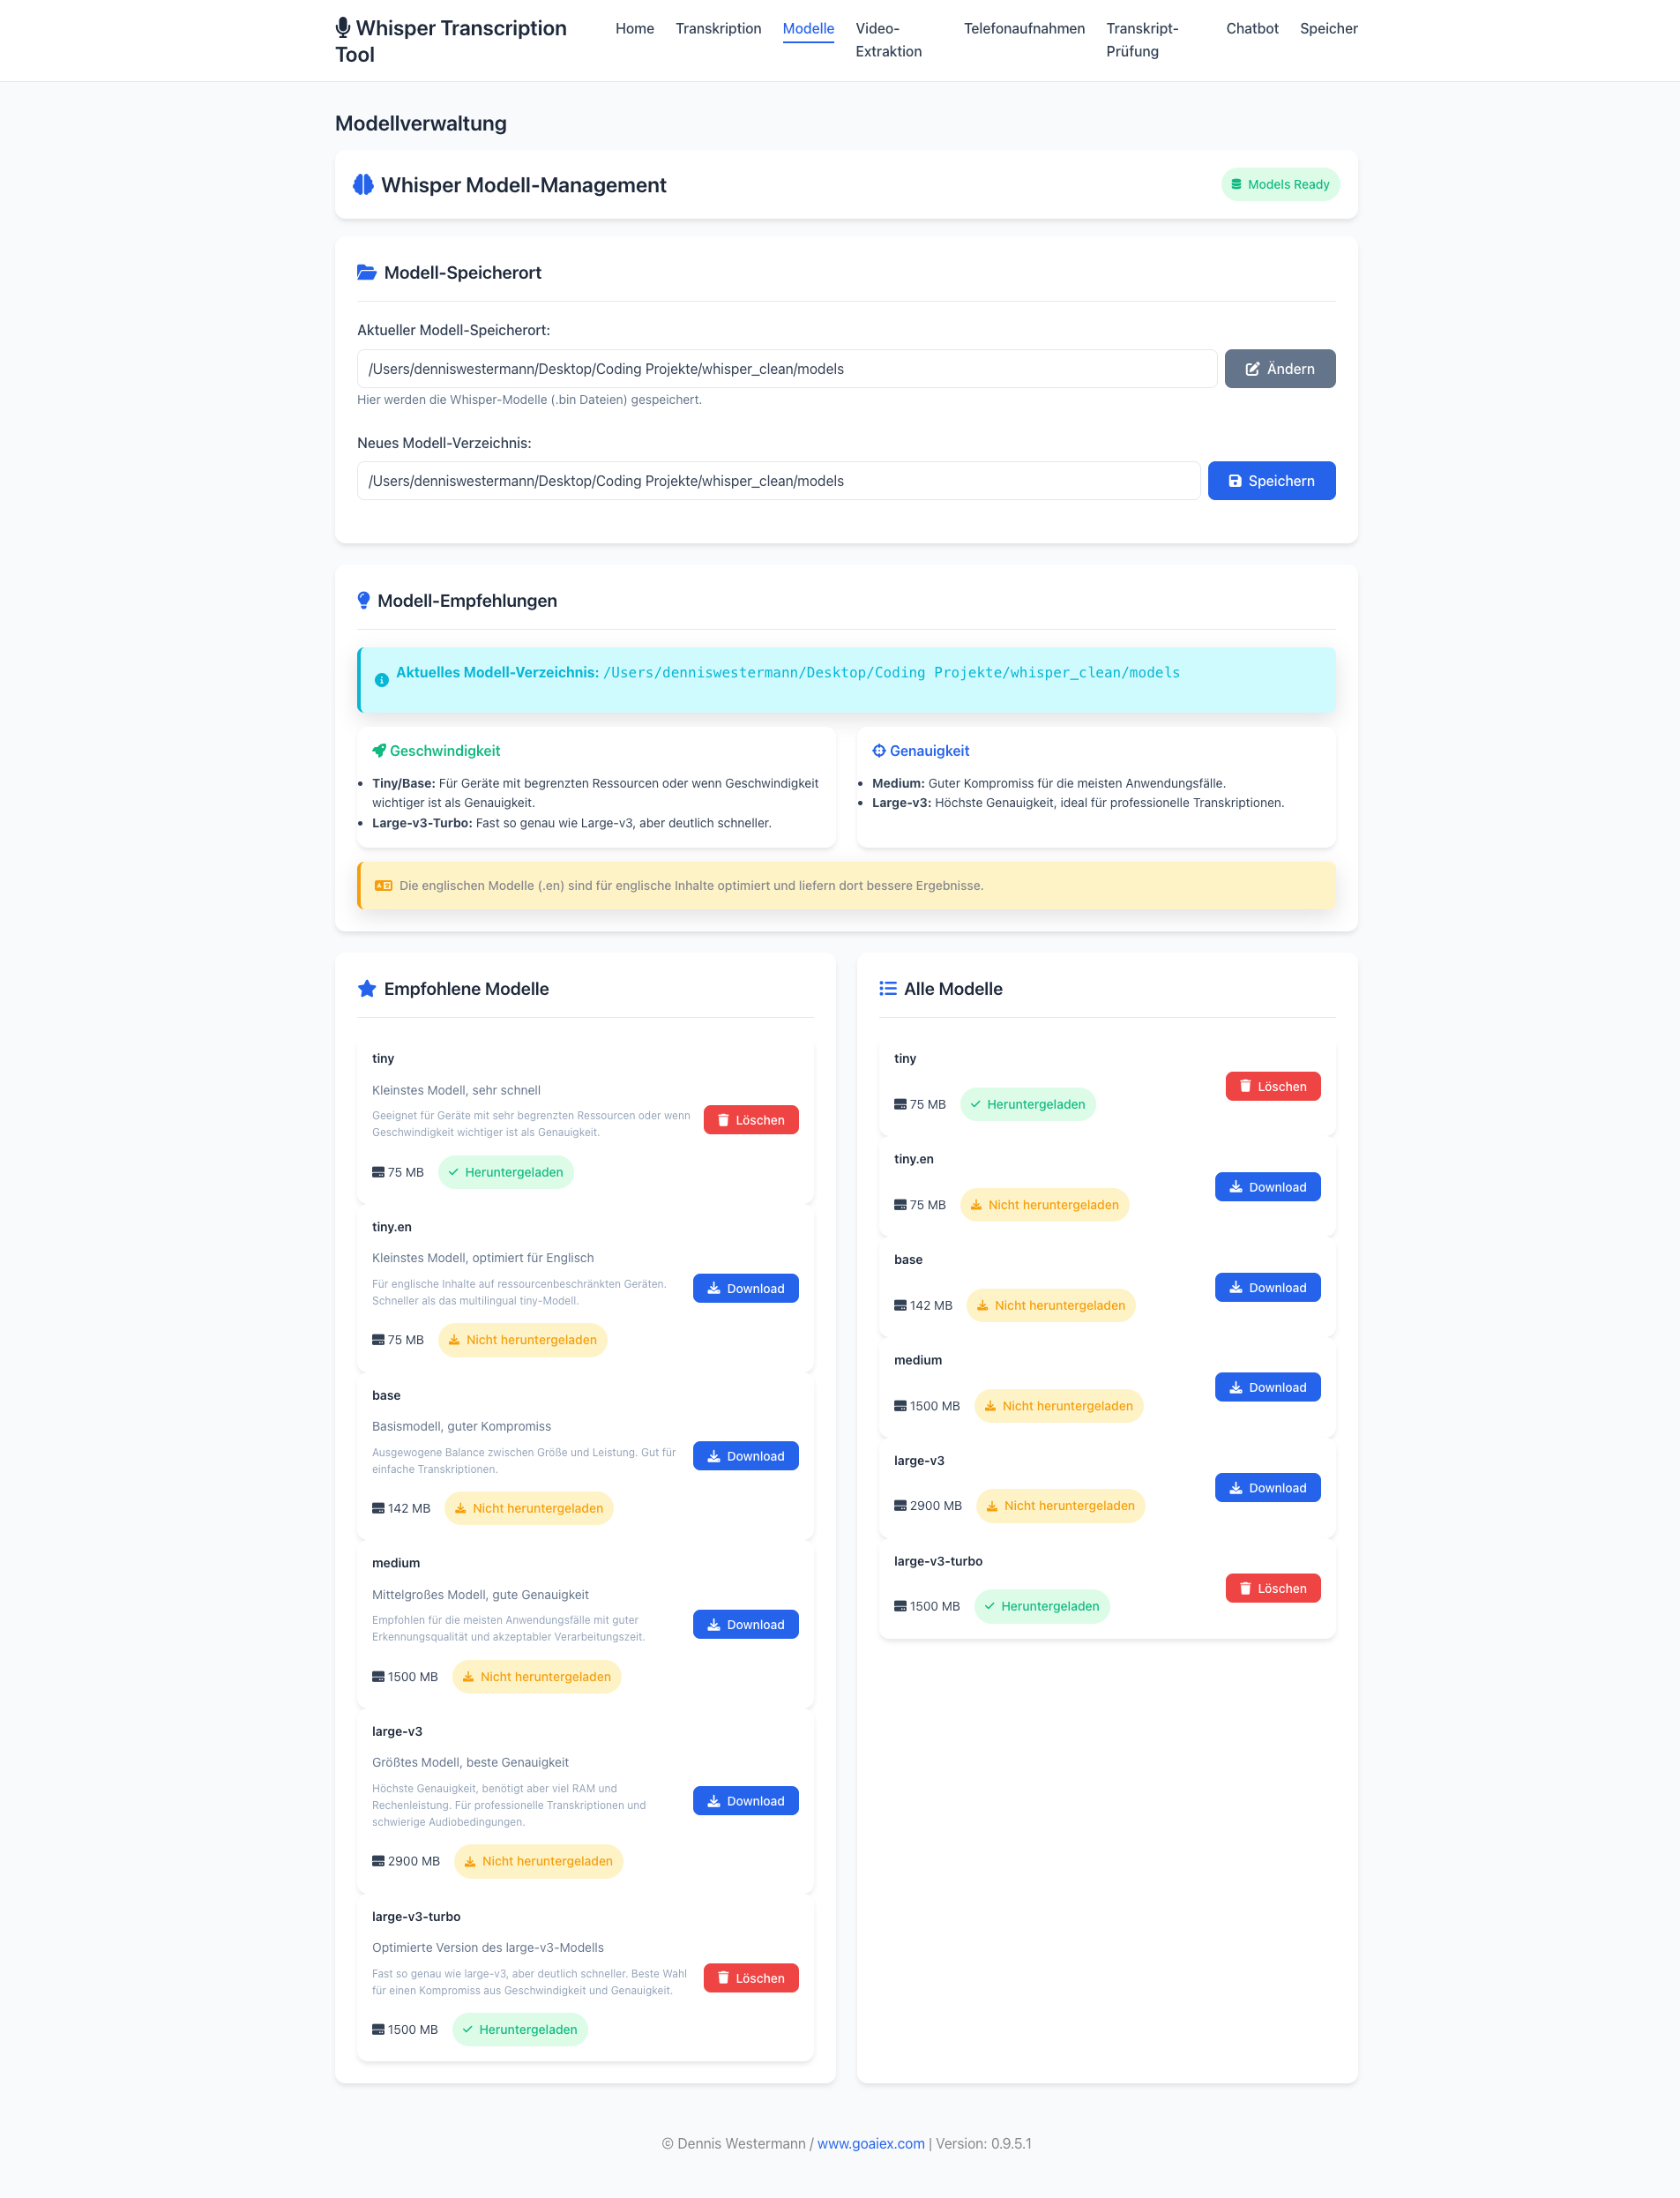 Whisper Transcription
Tool
Home
Transkription
Modelle
Video-
Extraktion
Telefonaufnahmen
Transkript-
Prüfung
Chatbot
Speicher
Modellverwaltung
Whisper Modell-Management
Models Ready
Modell-Speicherort
Aktueller Modell-Speicherort:
/Users/denniswestermann/Desktop/Coding Projekte/whisper_clean/models
Ändern
Hier werden die Whisper-Modelle (.bin Dateien) gespeichert.
Neues Modell-Verzeichnis:
/Users/denniswestermann/Desktop/Coding Projekte/whisper_clean/models
Speichern
Modell-Empfehlungen
Aktuelles Modell-Verzeichnis: /Users/denniswestermann/Desktop/Coding Projekte/whisper_clean/models
Geschwindigkeit
• Tiny/Base: Für Geräte mit begrenzten Ressourcen oder wenn Geschwindigkeit
wichtiger ist als Genauigkeit.
• Large-v3-Turbo: Fast so genau wie Large-v3, aber deutlich schneller.
Genauigkeit
• Medium: Guter Kompromiss für die meisten Anwendungsfälle.
• Large-v3: Höchste Genauigkeit, ideal für professionelle Transkriptionen.
Die englischen Modelle (.en) sind für englische Inhalte optimiert und liefern dort bessere Ergebnisse.
Empfohlene Modelle
tiny
Kleinstes Modell, sehr schnell
Geeignet für Geräte mit sehr begrenzten Ressourcen oder wenn
Geschwindigkeit wichtiger ist als Genauigkeit.
75 MB
Heruntergeladen
Löschen
tiny.en
Kleinstes Modell, optimiert für Englisch
Für englische Inhalte auf ressourcenbeschränkten Geräten.
Schneller als das multilingual tiny-Modell.
75 MB
Nicht heruntergeladen
Download
base
Basismodell, guter Kompromiss
Ausgewogene Balance zwischen Größe und Leistung. Gut für
einfache Transkriptionen.
142 MB
Nicht heruntergeladen
Download
medium
Mittelgroßes Modell, gute Genauigkeit
Empfohlen für die meisten Anwendungsfälle mit guter
Erkennungsqualität und akzeptabler Verarbeitungszeit.
1500 MB
Nicht heruntergeladen
Download
large-v3
Größtes Modell, beste Genauigkeit
Höchste Genauigkeit, benötigt aber viel RAM und
Rechenleistung. Für professionelle Transkriptionen und
schwierige Audiobedingungen.
2900 MB
Nicht heruntergeladen
Download
large-v3-turbo
Optimierte Version des large-v3-Modells
Fast so genau wie large-v3, aber deutlich schneller. Beste Wahl
für einen Kompromiss aus Geschwindigkeit und Genauigkeit.
1500 MB
Heruntergeladen
Löschen
Alle Modelle
tiny
75 MB
Heruntergeladen
Löschen
tiny.en
75 MB
Nicht heruntergeladen
Download
base
142 MB
Nicht heruntergeladen
Download
medium
1500 MB
Nicht heruntergeladen
Download
large-v3
2900 MB
Nicht heruntergeladen
Download
large-v3-turbo
1500 MB
Heruntergeladen
Löschen
© Dennis Westermann / www.goaiex.com | Version: 0.9.5.1